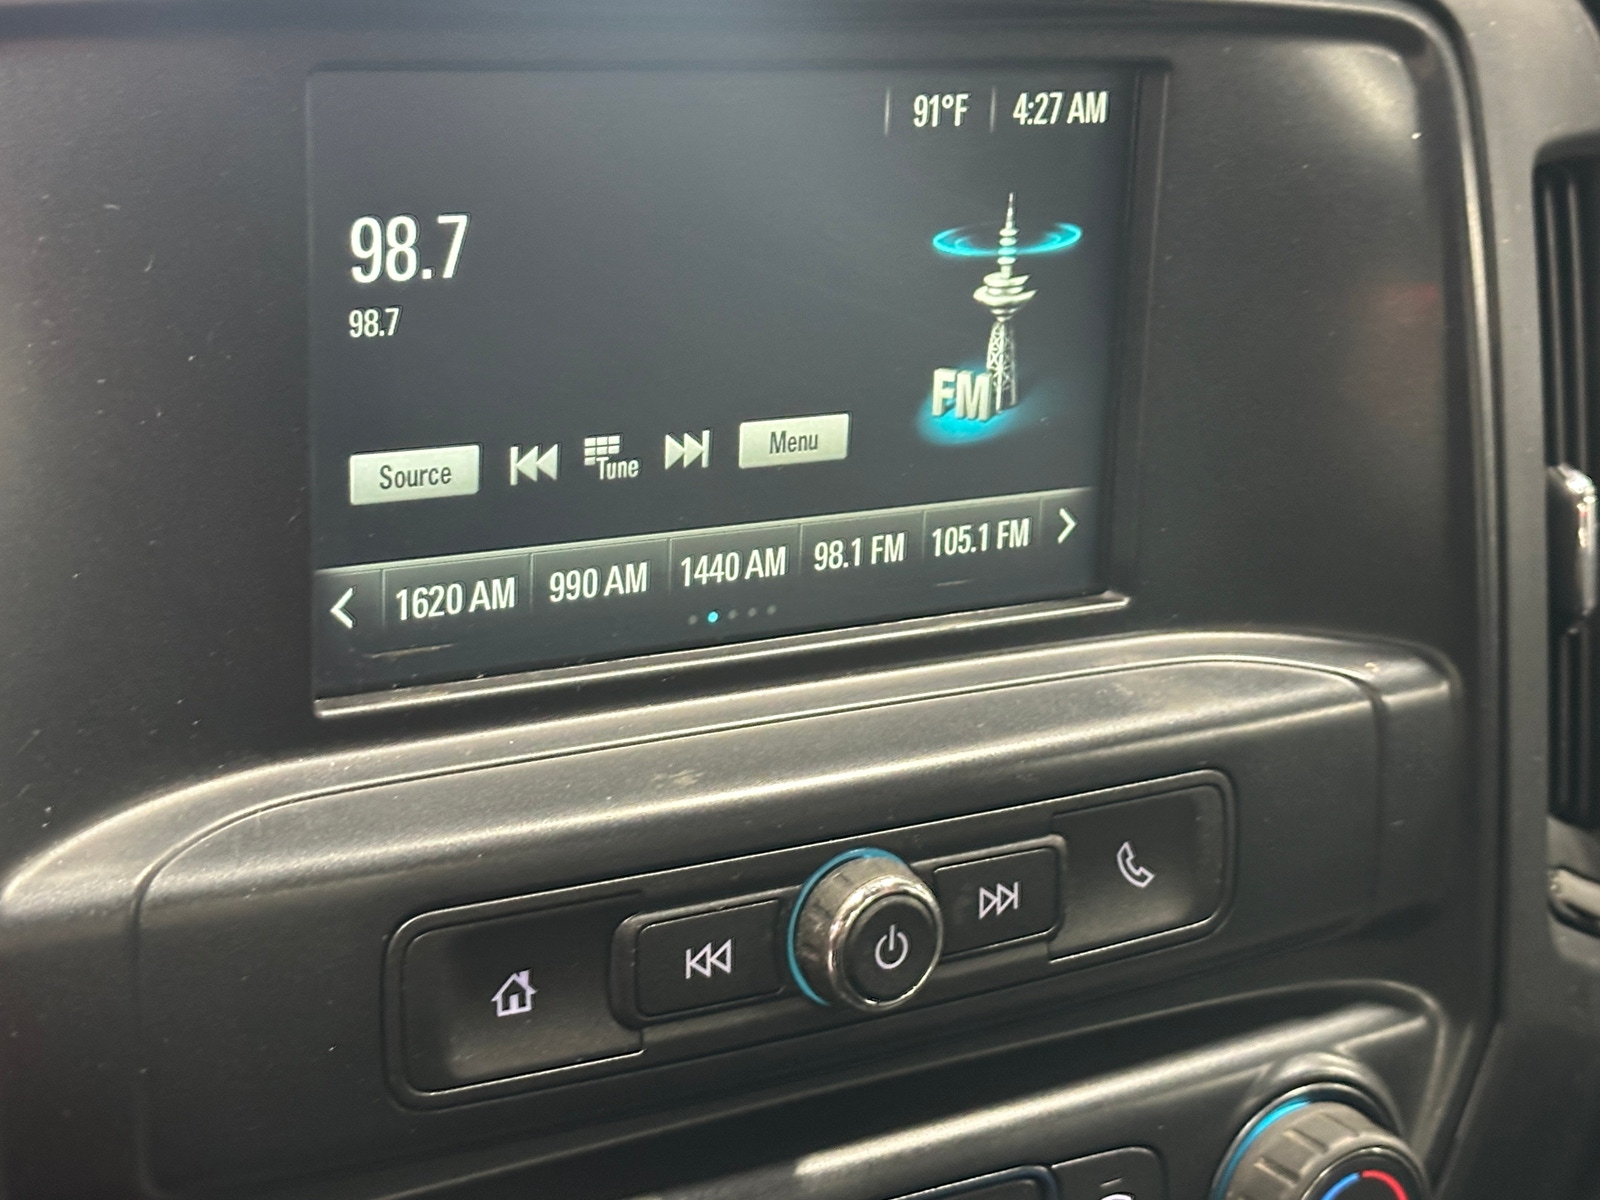 91°F 4:27 AM
98.7
98.7
FM
Source Tune Menu
1620 AM 990 AM 1440 AM 98.1 FM 105.1 FM